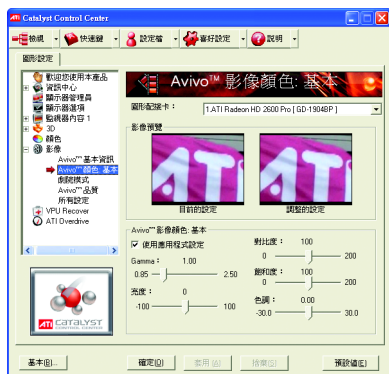 ATI Catalyst Control Center
檢視 快速鍵 設定檔 喜好設定 說明
圖形設定
歡迎您使用本產品
資訊中心
顯示器管理員
顯示器選項
監視器內容 1
3D
顏色
影像
Avivo™ 基本資訊
Avivo™ 顏色: 基本
劇院模式
Avivo™ 品質
所有設定
VPU Recover
ATI Overdrive
ATI CATALYST
CONTROL CENTER
Avivo™ 影像顏色: 基本
圖形配接卡：
1.ATI Radeon HD 2600 Pro [ GD-1904BP ]
影像預覽
ATI
ATI
目前的設定
調整的設定
Avivo™ 影像顏色: 基本
使用應用程式設定
Gamma： 1.00
0.85 2.50
亮度： 0
-100 100
對比度： 100
0 200
飽和度： 100
0 200
色調： 0.00
-30.0 30.0
基本(B)...
確定(O)
套用(A)
捨棄(S)
預設值(E)